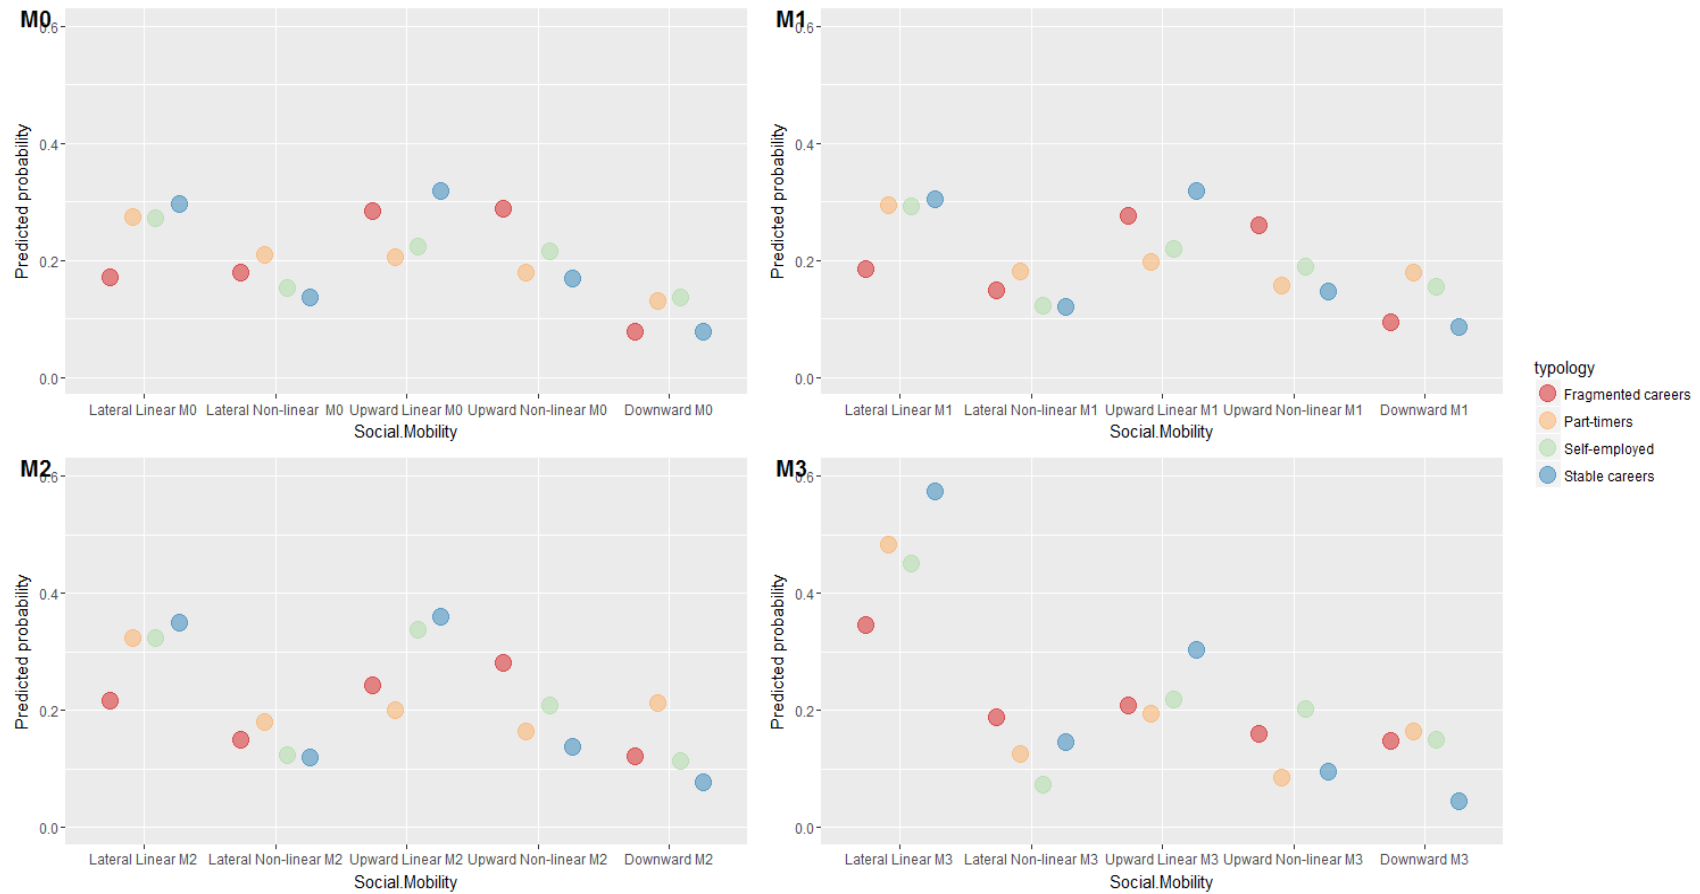 M0
0.6
0.4
0.2
0.0
Predicted probability
Lateral Linear M0 Lateral Non-linear M0 Upward Linear M0 Upward Non-linear M0 Downward M0
Social.Mobility
M1
0.6
0.4
0.2
0.0
Predicted probability
Lateral Linear M1 Lateral Non-linear M1 Upward Linear M1 Upward Non-linear M1 Downward M1
Social.Mobility
typology
Fragmented careers
Part-timers
Self-employed
Stable careers
M2
0.6
0.4
0.2
0.0
Predicted probability
Lateral Linear M2 Lateral Non-linear M2 Upward Linear M2 Upward Non-linear M2 Downward M2
Social.Mobility
M3
0.6
0.4
0.2
0.0
Predicted probability
Lateral Linear M3 Lateral Non-linear M3 Upward Linear M3 Upward Non-linear M3 Downward M3
Social.Mobility